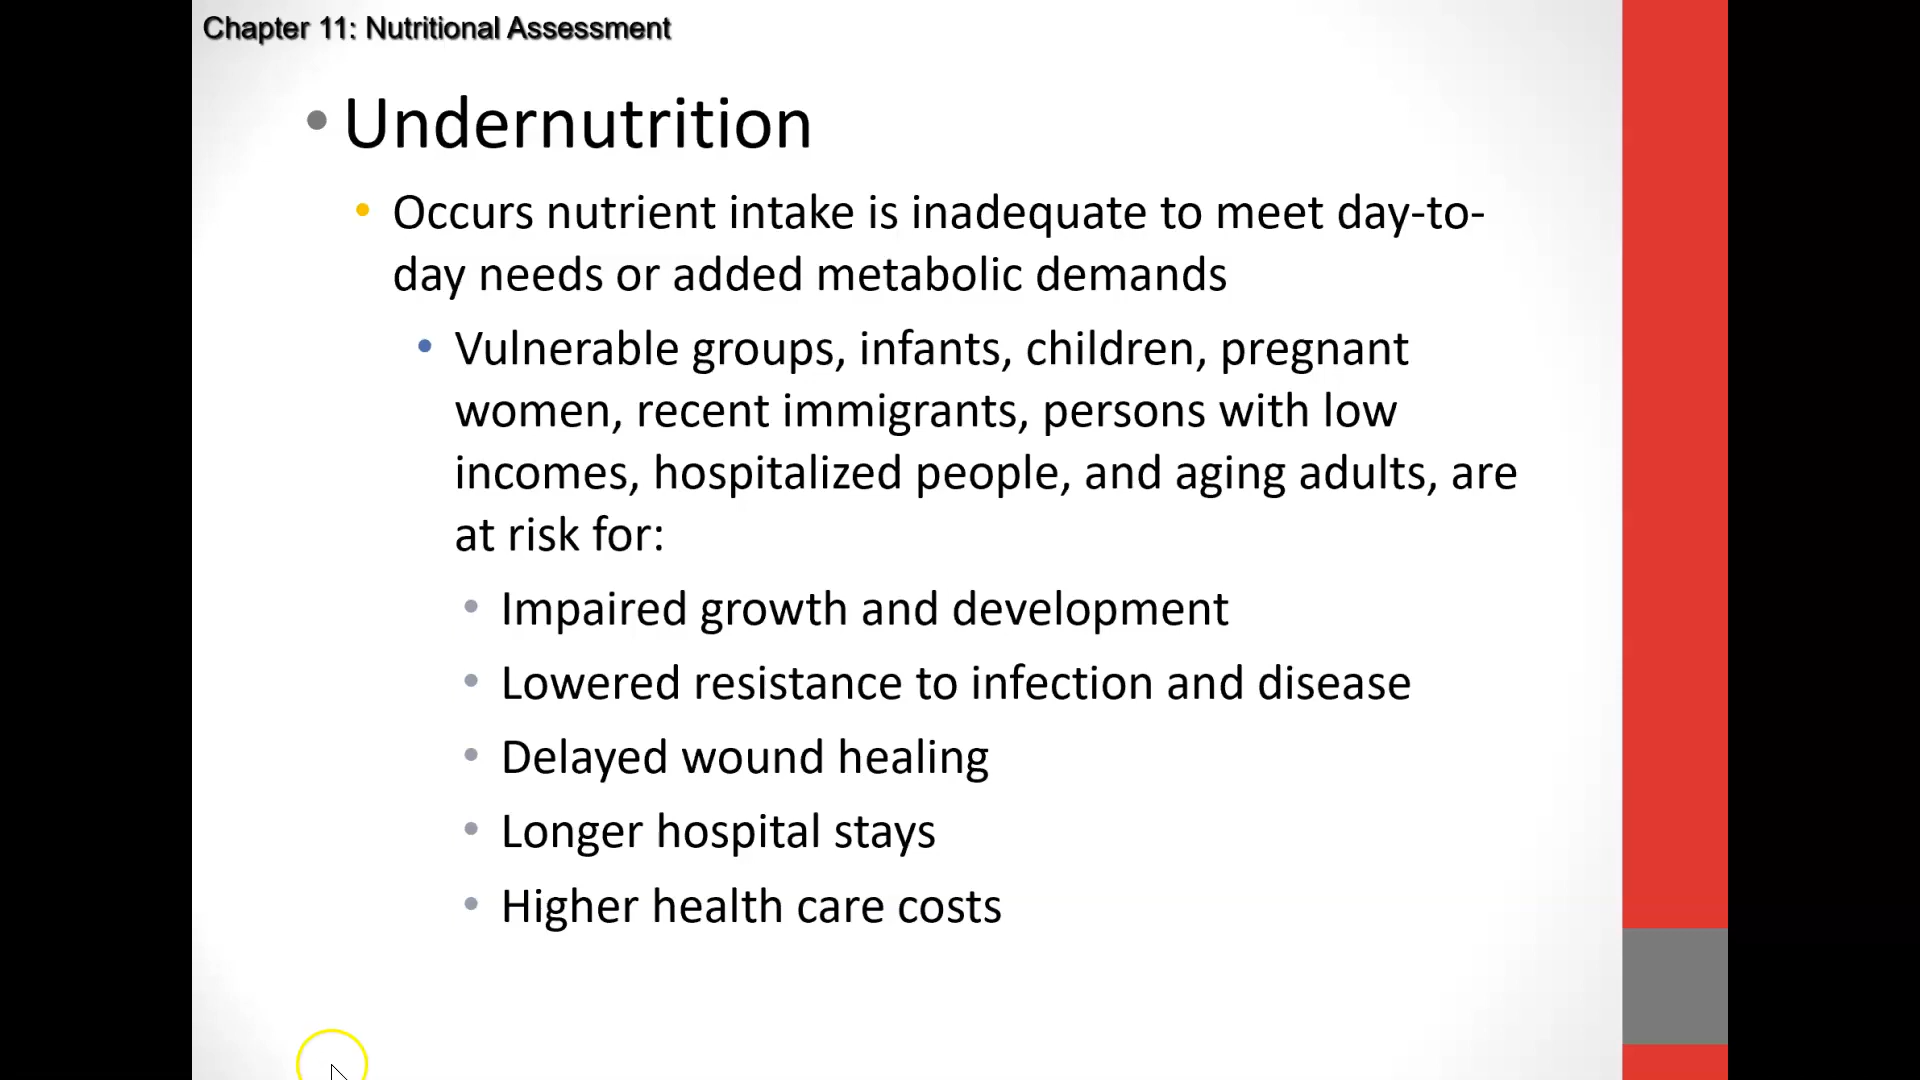 Chapter 11: Nutritional Assessment
• Undernutrition
• Occurs nutrient intake is inadequate to meet day-to-
day needs or added metabolic demands
• Vulnerable groups, infants, children, pregnant
women, recent immigrants, persons with low
incomes, hospitalized people, and aging adults, are
at risk for:
• Impaired growth and development
• Lowered resistance to infection and disease
• Delayed wound healing
• Longer hospital stays
• Higher health care costs